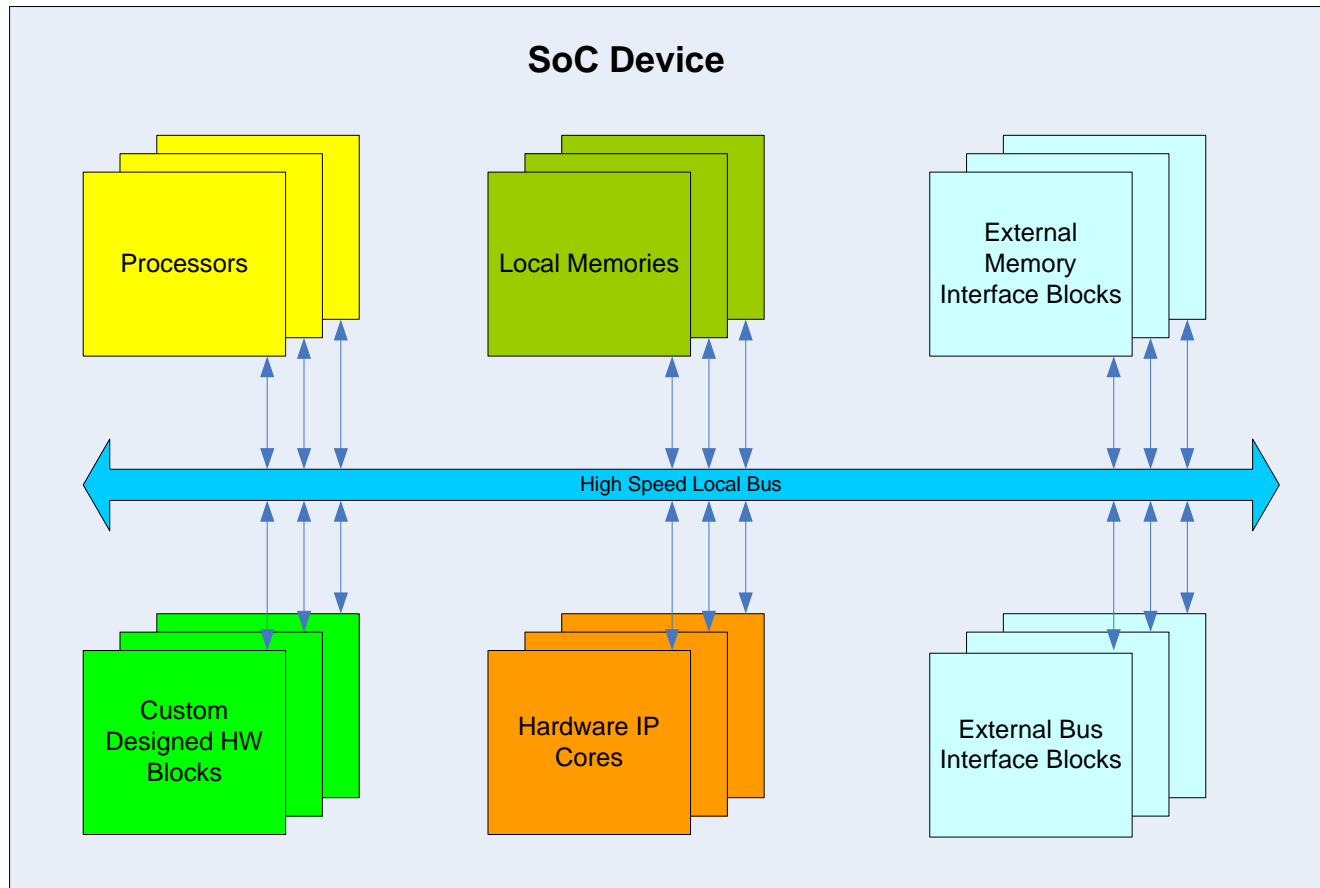 SoC Device
Processors
Local Memories
External
Memory
Interface Blocks
High Speed Local Bus
Custom
Designed HW
Blocks
Hardware IP
Cores
External Bus
Interface Blocks